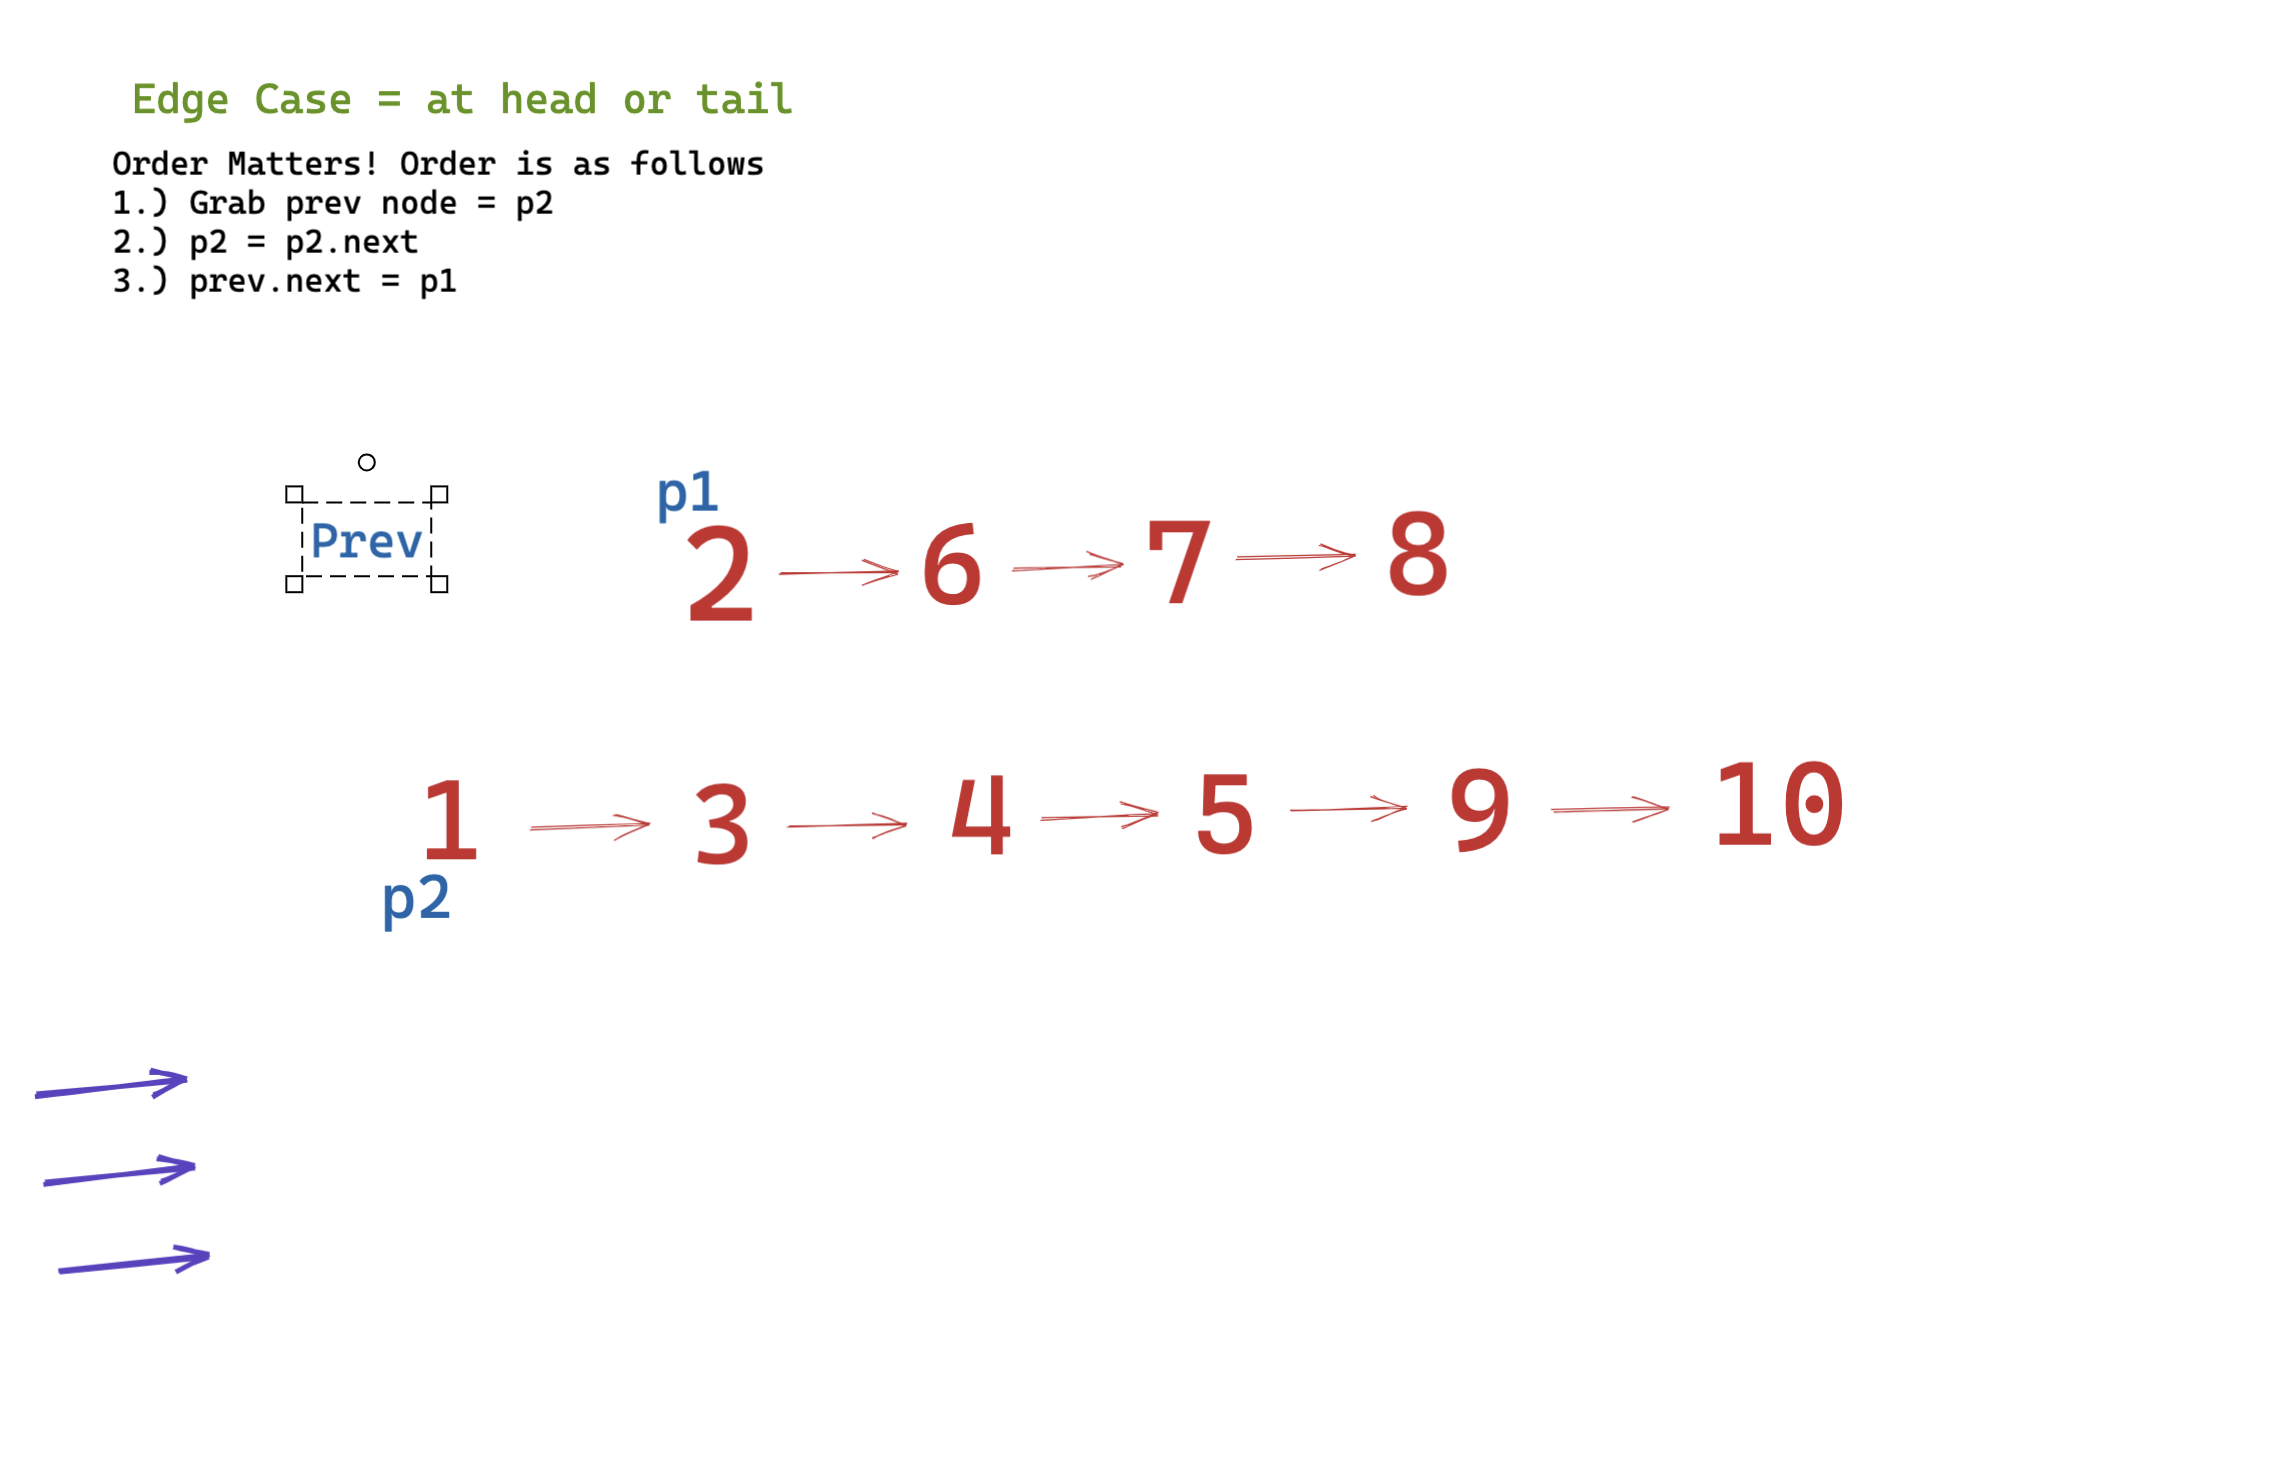 Edge Case = at head or tail
Order Matters! Order is as follows
1.) Grab prev node = p2
2.) p2 = p2.next
3.) prev.next = p1
Prev
p1
2 6 7 8
1 3 4 5 9 10
p2